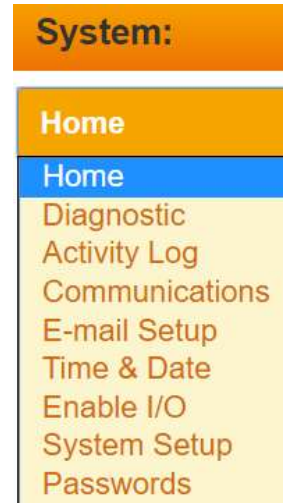 System:
Home
Home
Diagnostic
Activity Log
Communications
E-mail Setup
Time & Date
Enable I/O
System Setup
Passwords